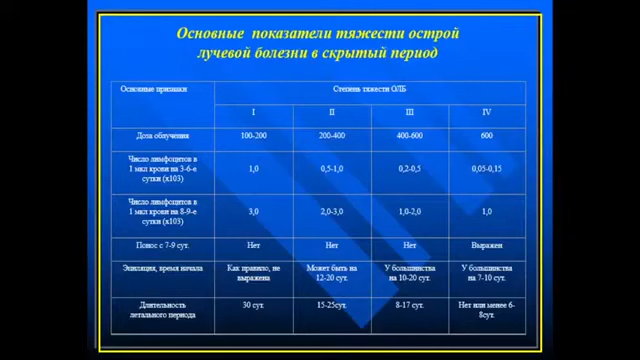 Основные показатели тяжести острой
лучевой болезни в скрытый период
Основные признаки
Степень тяжести ОЛБ
I II III IV
Доза облучения 100-200 200-400 400-600 600
Число лимфоцитов в
1 мкл крови на 3-6-е
сутки (x103)
1,0 0,5-1,0 0,2-0,5 0,05-0,15
Число лимфоцитов в
1 мкл крови на 8-9-е
сутки (x103)
3,0 2,0-3,0 1,0-2,0 1,0
Понос с 7-9 сут. Нет Нет Нет Выражен
Эпиляция, время начала
Как правило, не
выражена
Может быть на
12-20 сут.
У большинства
на 10-20 сут.
У большинства
на 7-10 сут.
Длительность
летального периода
30 сут. 15-25сут. 8-17 сут.
Нет или менее 6-
8сут.